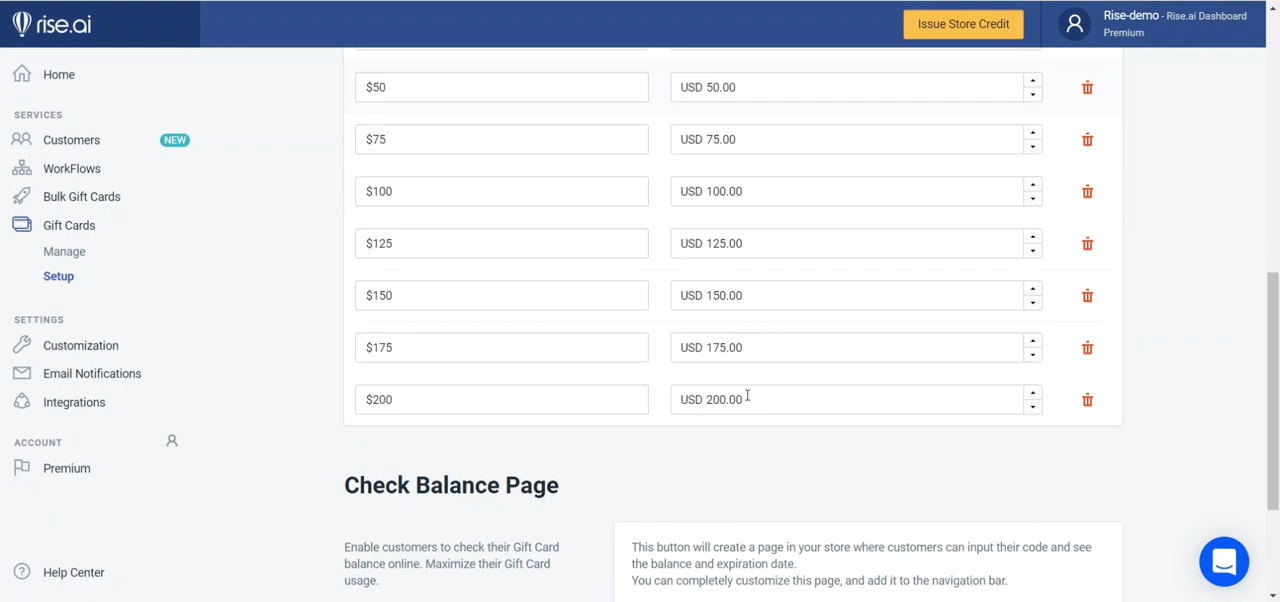 rise.ai
Issue Store Credit
Rise-demo - Rise.ai Dashboard
Premium
Home
SERVICES
Customers NEW
WorkFlows
Bulk Gift Cards
Gift Cards
Manage
Setup
SETTINGS
Customization
Email Notifications
Integrations
ACCOUNT
Premium
Help Center
$50 USD 50.00
$75 USD 75.00
$100 USD 100.00
$125 USD 125.00
$150 USD 150.00
$175 USD 175.00
$200 USD 200.00
Check Balance Page
Enable customers to check their Gift Card
balance online. Maximize their Gift Card
usage.
This button will create a page in your store where customers can input their code and see
the balance and expiration date.
You can completely customize this page, and add it to the navigation bar.